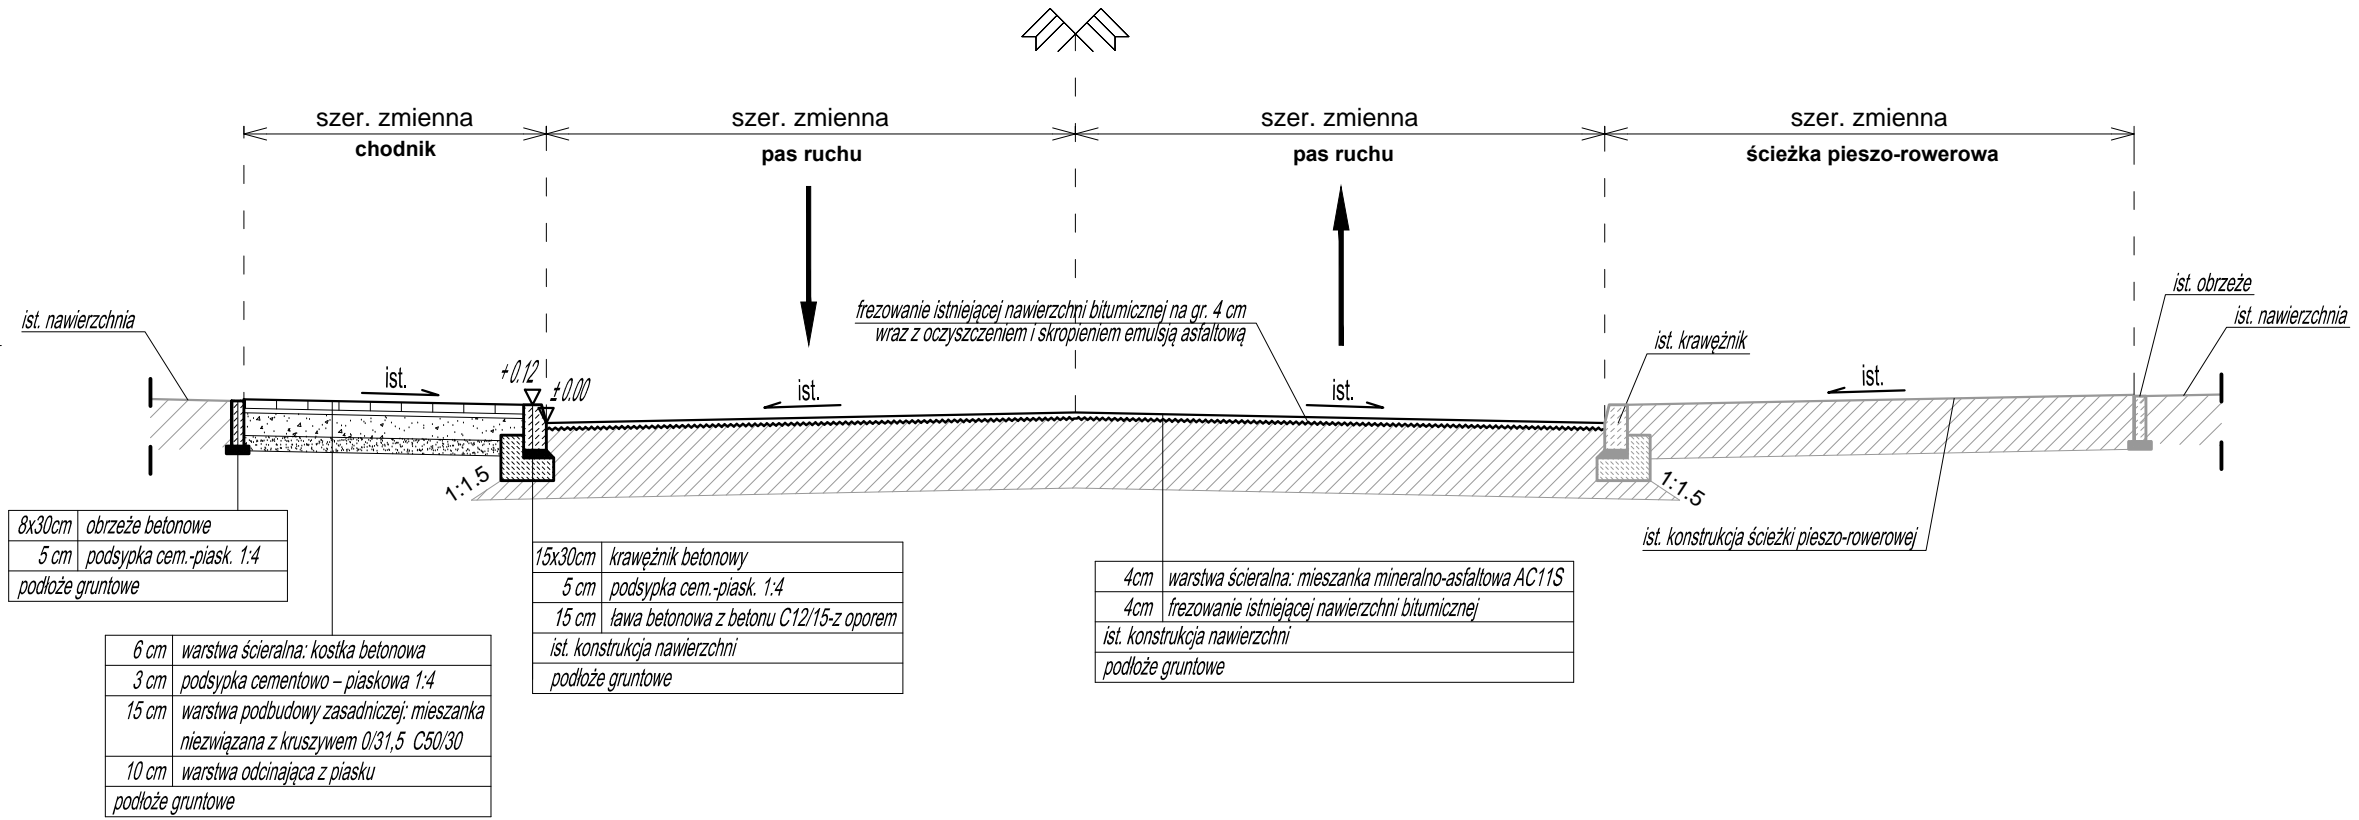 szer. zmienna
chodnik
szer. zmienna
pas ruchu
szer. zmienna
pas ruchu
szer. zmienna
ścieżka pieszo-rowerowa
ist. nawierzchnia
frezowanie istniejącej nawierzchni bitumicznej na gr. 4 cm
wraz z oczyszczeniem i skropieniem emulsją asfaltową
ist. krawężnik
ist. obrzeże
ist. nawierzchnia
ist.
+0.12
±0.00
ist.
ist.
ist.
1:1.5
1:1.5
ist. konstrukcja ścieżki pieszo-rowerowej
8x30cm obrzeże betonowe
5 cm podsypka cem.-piask. 1:4
podłoże gruntowe
6 cm warstwa ścieralna: kostka betonowa
3 cm podsypka cementowo – piaskowa 1:4
15 cm warstwa podbudowy zasadniczej: mieszanka
niezwiązana z kruszywem 0/31,5 C50/30
10 cm warstwa odcinająca z piasku
podłoże gruntowe
15x30cm krawężnik betonowy
5 cm podsypka cem.-piask. 1:4
15 cm ława betonowa z betonu C12/15-z oporem
ist. konstrukcja nawierzchni
podłoże gruntowe
4cm warstwa ścieralna: mieszanka mineralno-asfaltowa AC11S
4cm frezowanie istniejącej nawierzchni bitumicznej
ist. konstrukcja nawierzchni
podłoże gruntowe